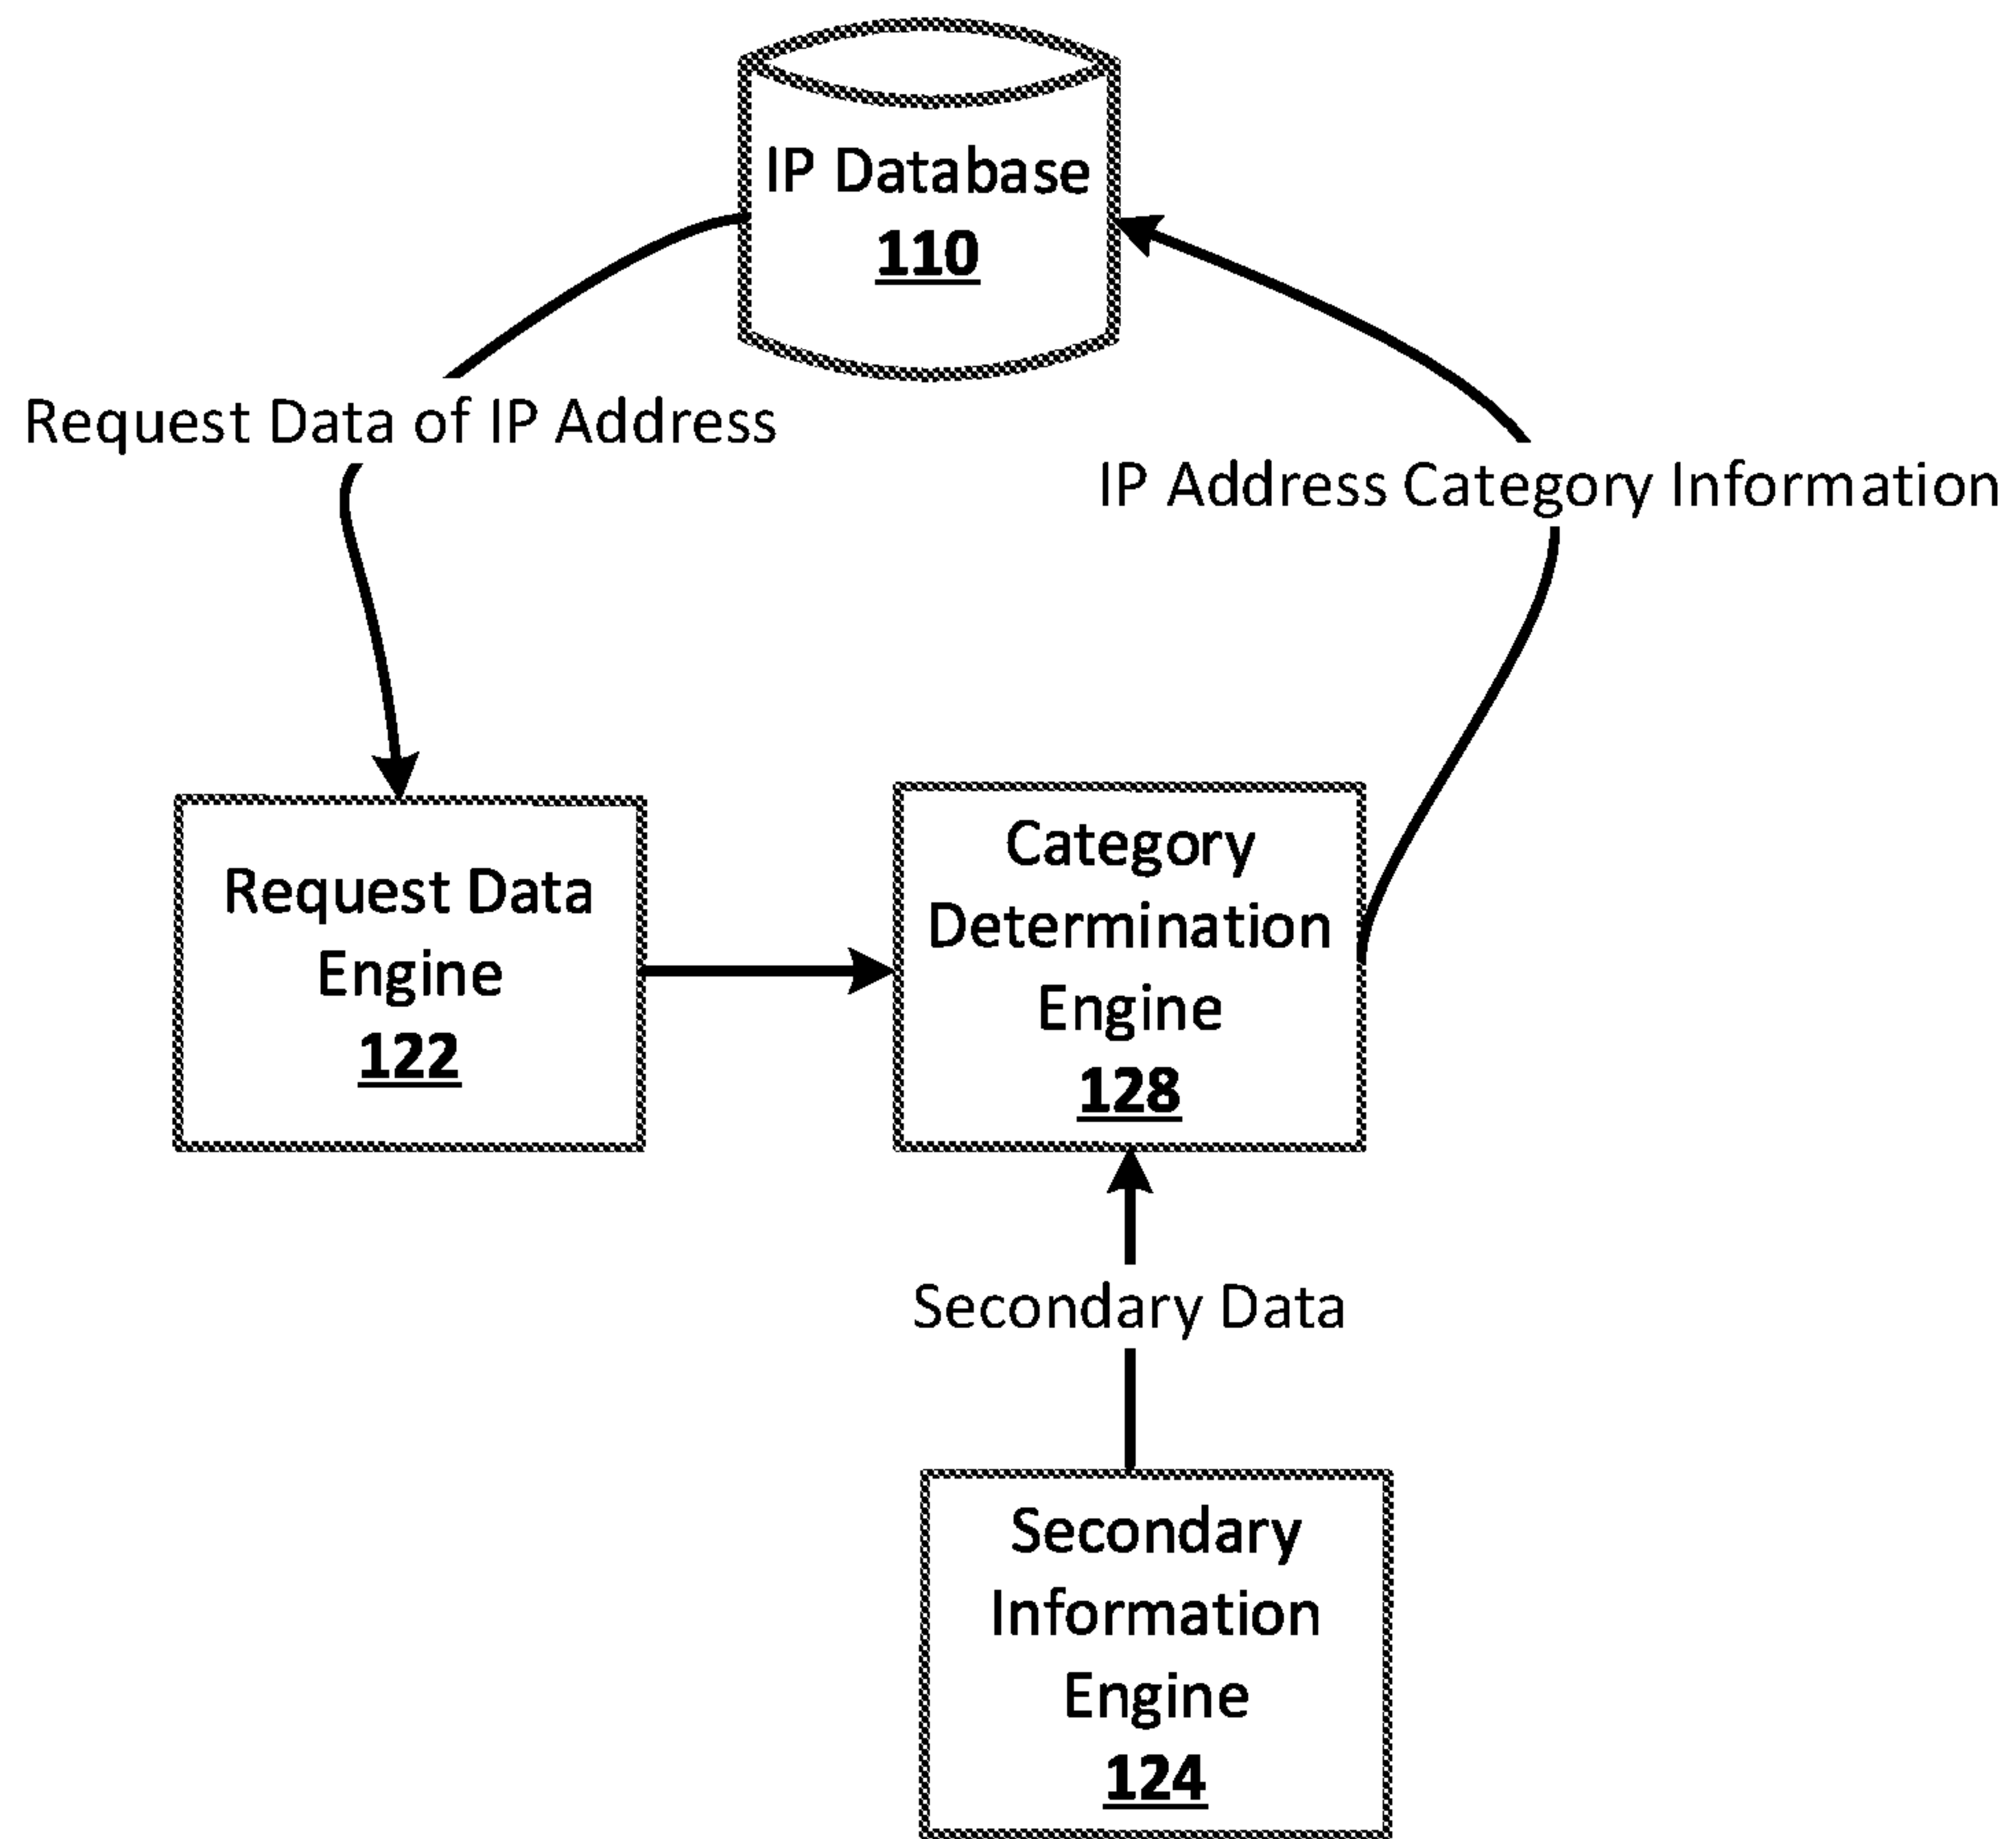 IP Database
110
Request Data of IP Address
IP Address Category Information
Request Data
Engine
122
Category
Determination
Engine
128
Secondary Data
Secondary
Information
Engine
124